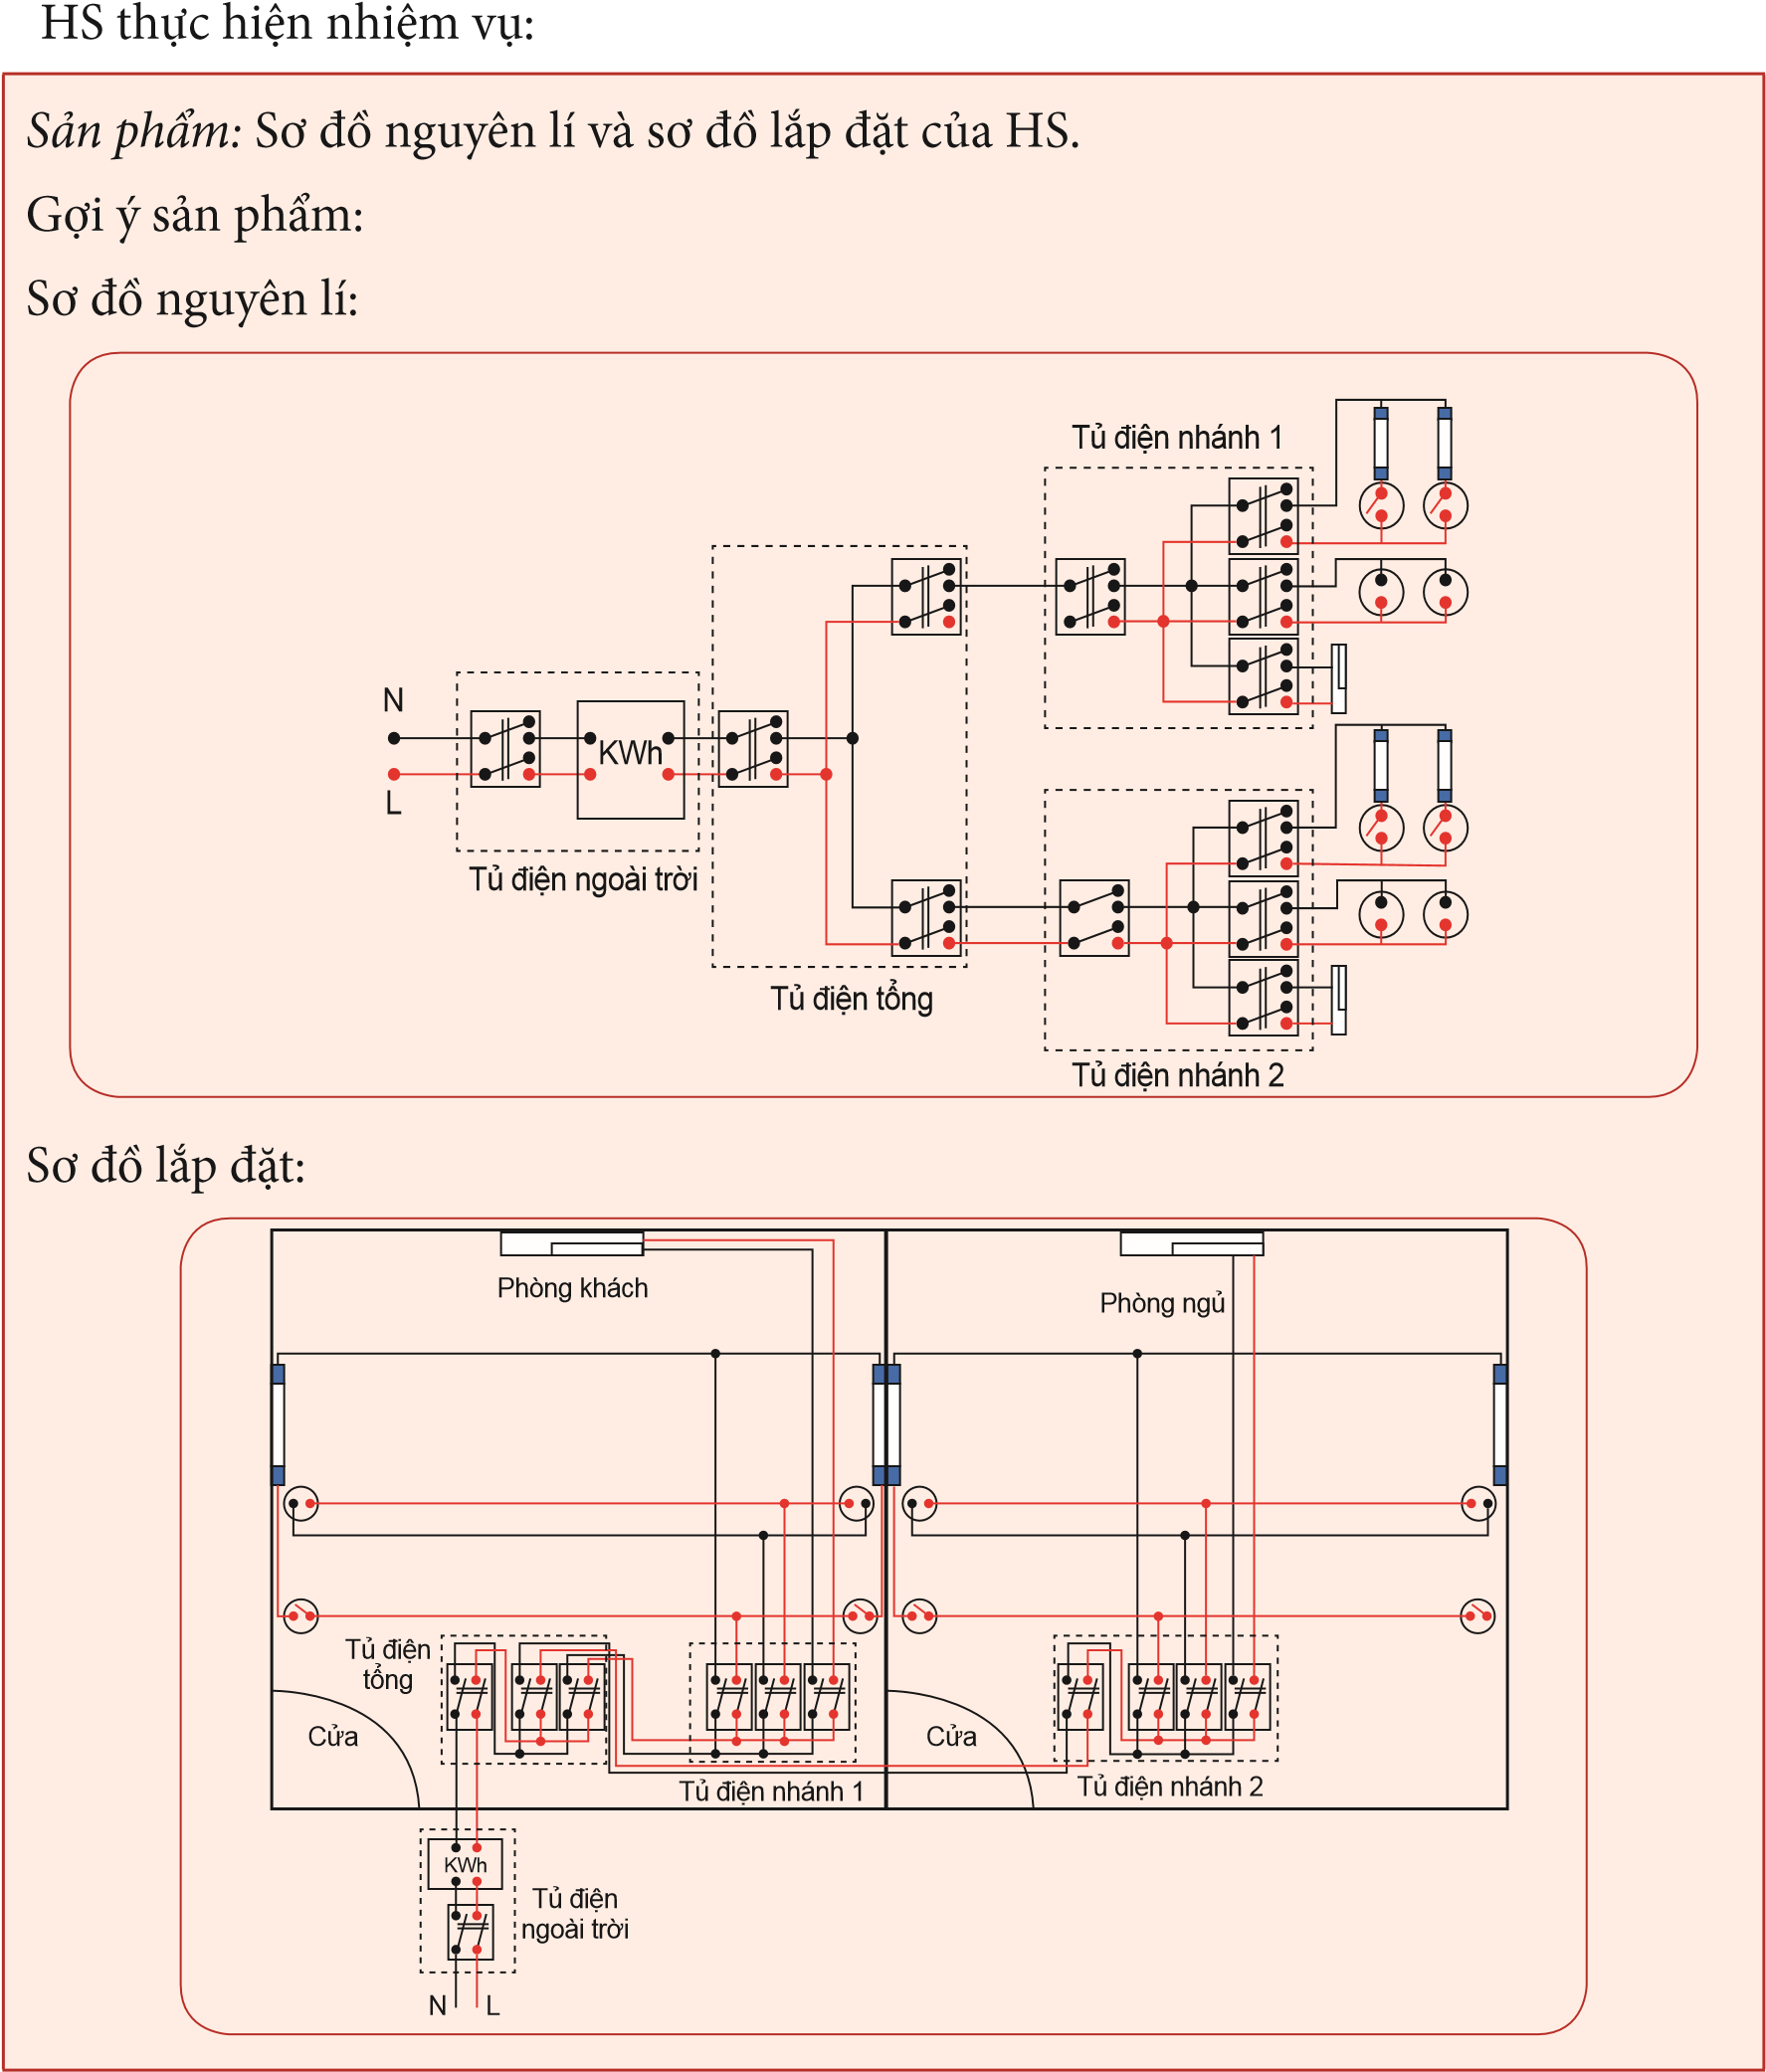 HS thực hiện nhiệm vụ:
Sản phẩm: Sơ đồ nguyên lí và sơ đồ lắp đặt của HS.
Gợi ý sản phẩm:
Sơ đồ nguyên lí:
Tủ điện nhánh 1
N
KWh
L
Tủ điện ngoài trời
Tủ điện tổng
Tủ điện nhánh 2
Sơ đồ lắp đặt:
Phòng khách
Phòng ngủ
Tủ điện
tổng
Cửa
Cửa
Tủ điện nhánh 1
Tủ điện nhánh 2
KWh
Tủ điện
ngoài trời
N L